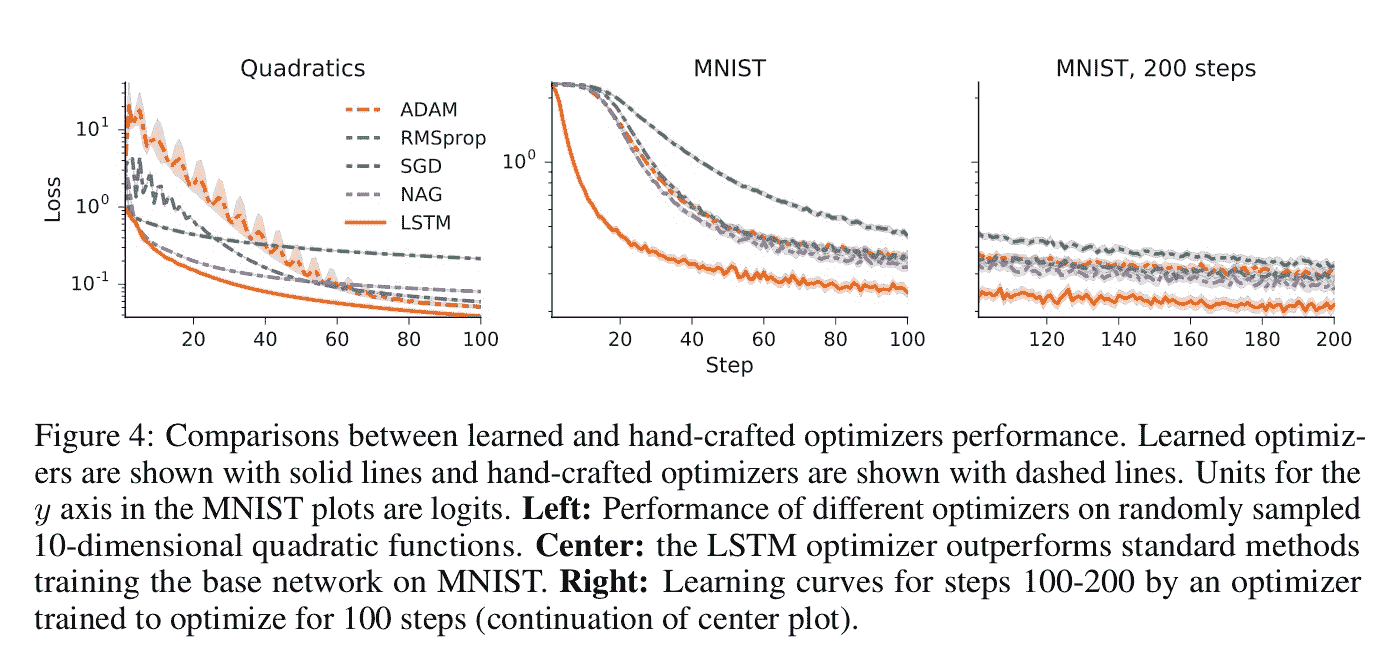 Quadratics
MNIST
MNIST, 200 steps
ADAM
RMSprop
SGD
NAG
LSTM
Loss
10^1
10^0
10^-1
20 40 60 80 100
10^0
20 40 60 80 100
Step
120 140 160 180 200
Figure 4: Comparisons between learned and hand-crafted optimizers performance. Learned optimiz-
ers are shown with solid lines and hand-crafted optimizers are shown with dashed lines. Units for the
y axis in the MNIST plots are logits. Left: Performance of different optimizers on randomly sampled
10-dimensional quadratic functions. Center: the LSTM optimizer outperforms standard methods
training the base network on MNIST. Right: Learning curves for steps 100-200 by an optimizer
trained to optimize for 100 steps (continuation of center plot).